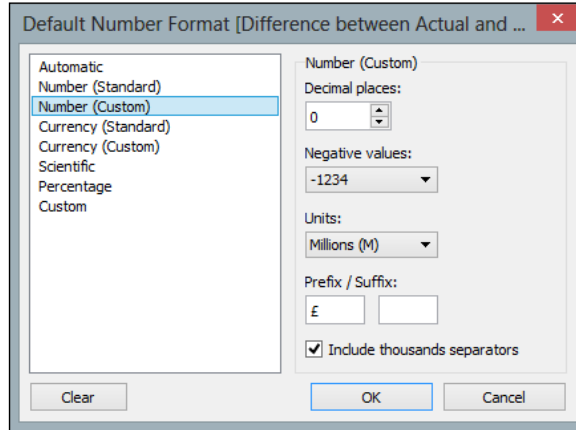 Default Number Format [Difference between Actual and ...
Automatic
Number (Standard)
Number (Custom)
Currency (Standard)
Currency (Custom)
Scientific
Percentage
Custom
Number (Custom)
Decimal places:
0
Negative values:
-1234
Units:
Millions (M)
Prefix / Suffix:
£
Include thousands separators
Clear
OK
Cancel